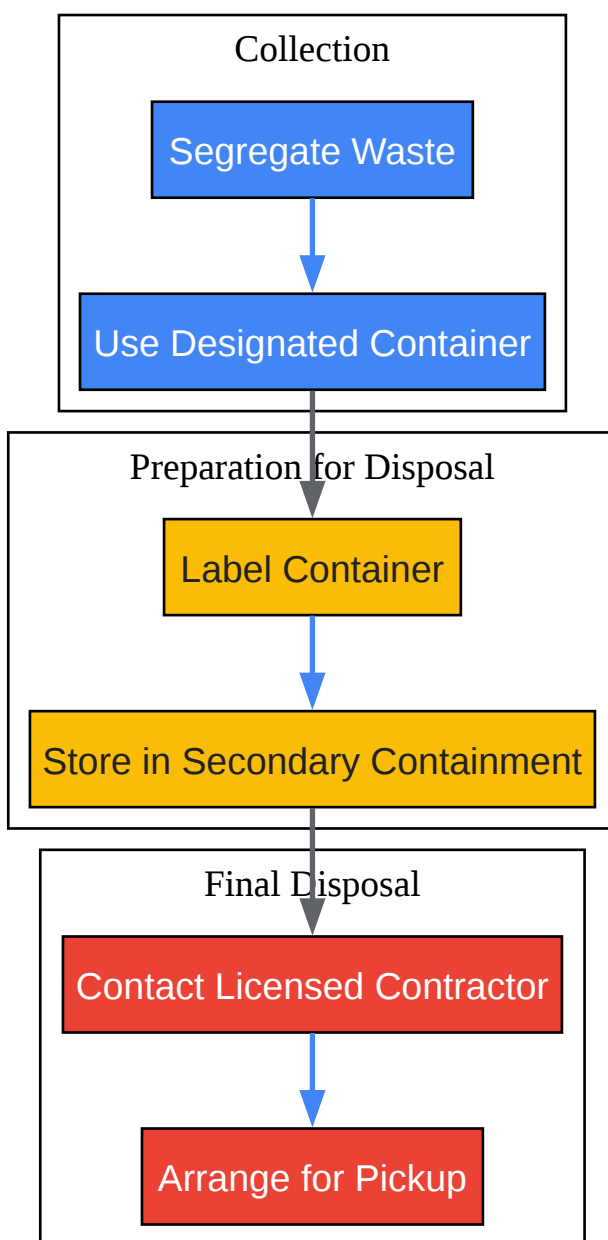 Collection
Segregate Waste
Use Designated Container
Preparation for Disposal
Label Container
Store in Secondary Containment
Final Disposal
Contact Licensed Contractor
Arrange for Pickup